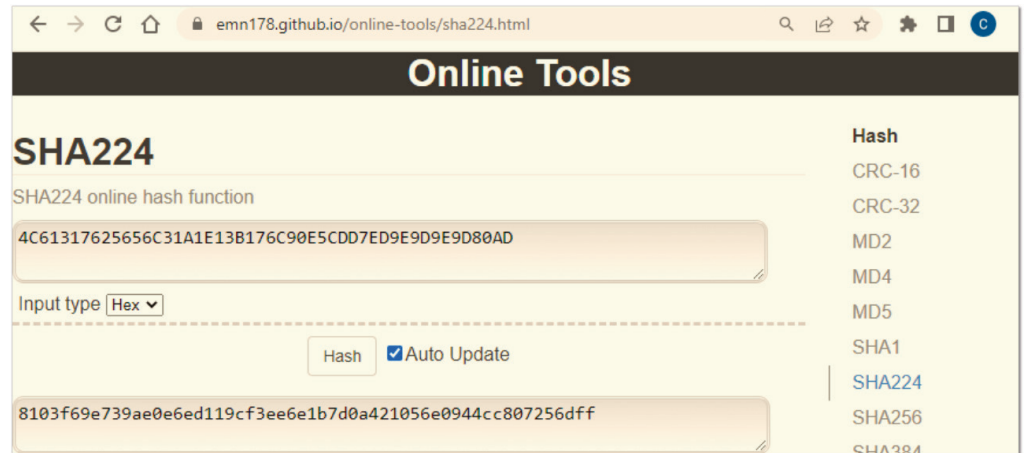 emn178.github.io/online-tools/sha224.html
C
Online Tools
SHA224
SHA224 online hash function
4C61317625656C31A1E13B176C90E5CDD7ED9E9D9E9D80AD
Input type Hex
Hash Auto Update
8103f69e739ae0e6ed119cf3ee6e1b7d0a421056e0944cc807256dff
Hash
CRC-16
CRC-32
MD2
MD4
MD5
SHA1
SHA224
SHA256
SHA384